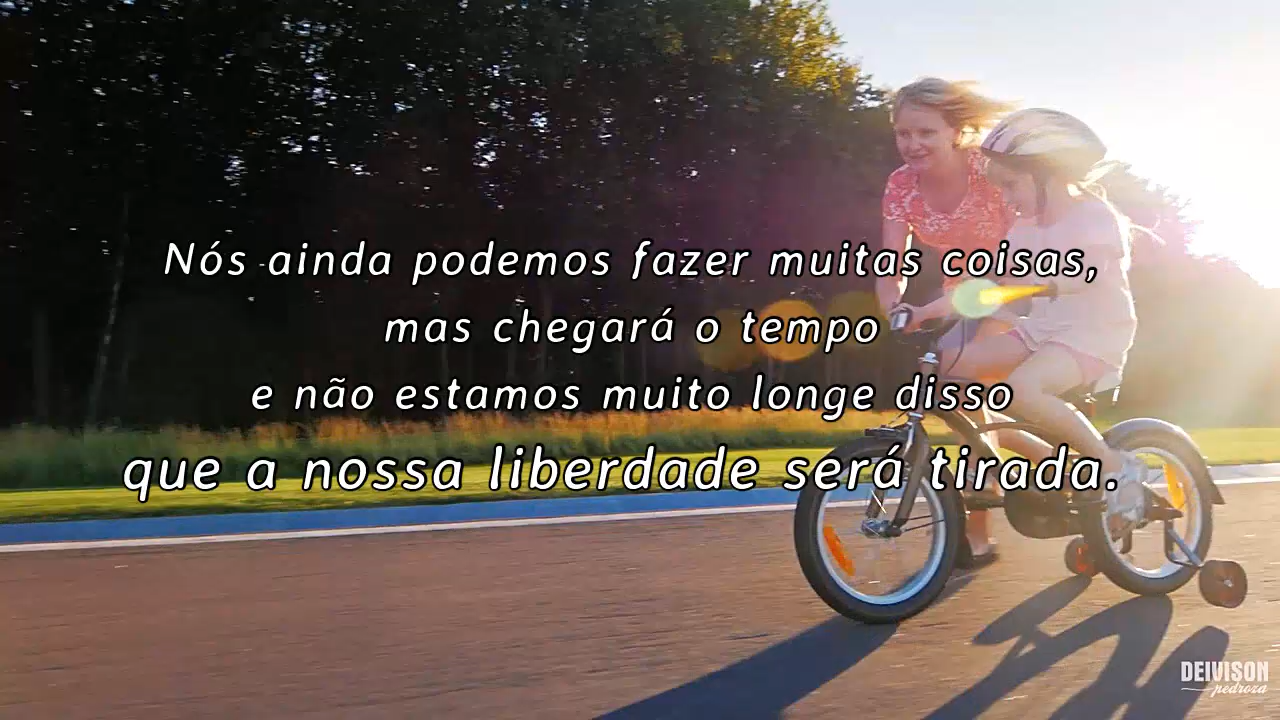 Nós ainda podemos fazer muitas coisas,
mas chegará o tempo
e não estamos muito longe disso
que a nossa liberdade será tirada.
DEIVISON
pedroza